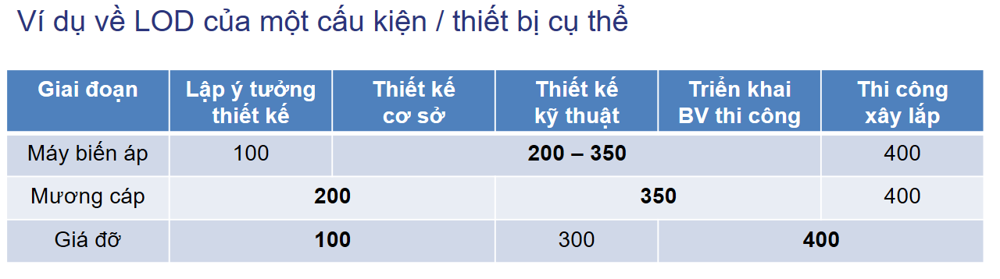 Ví dụ về LOD của một cấu kiện / thiết bị cụ thể
Giai đoạn
Lập ý tưởng
thiết kế
Thiết kế
cơ sở
Thiết kế
kỹ thuật
Triển khai
BV thi công
Thi công
xây lắp
Máy biến áp
100
200 – 350
400
Mương cáp
200
350
400
Giá đỡ
100
300
400